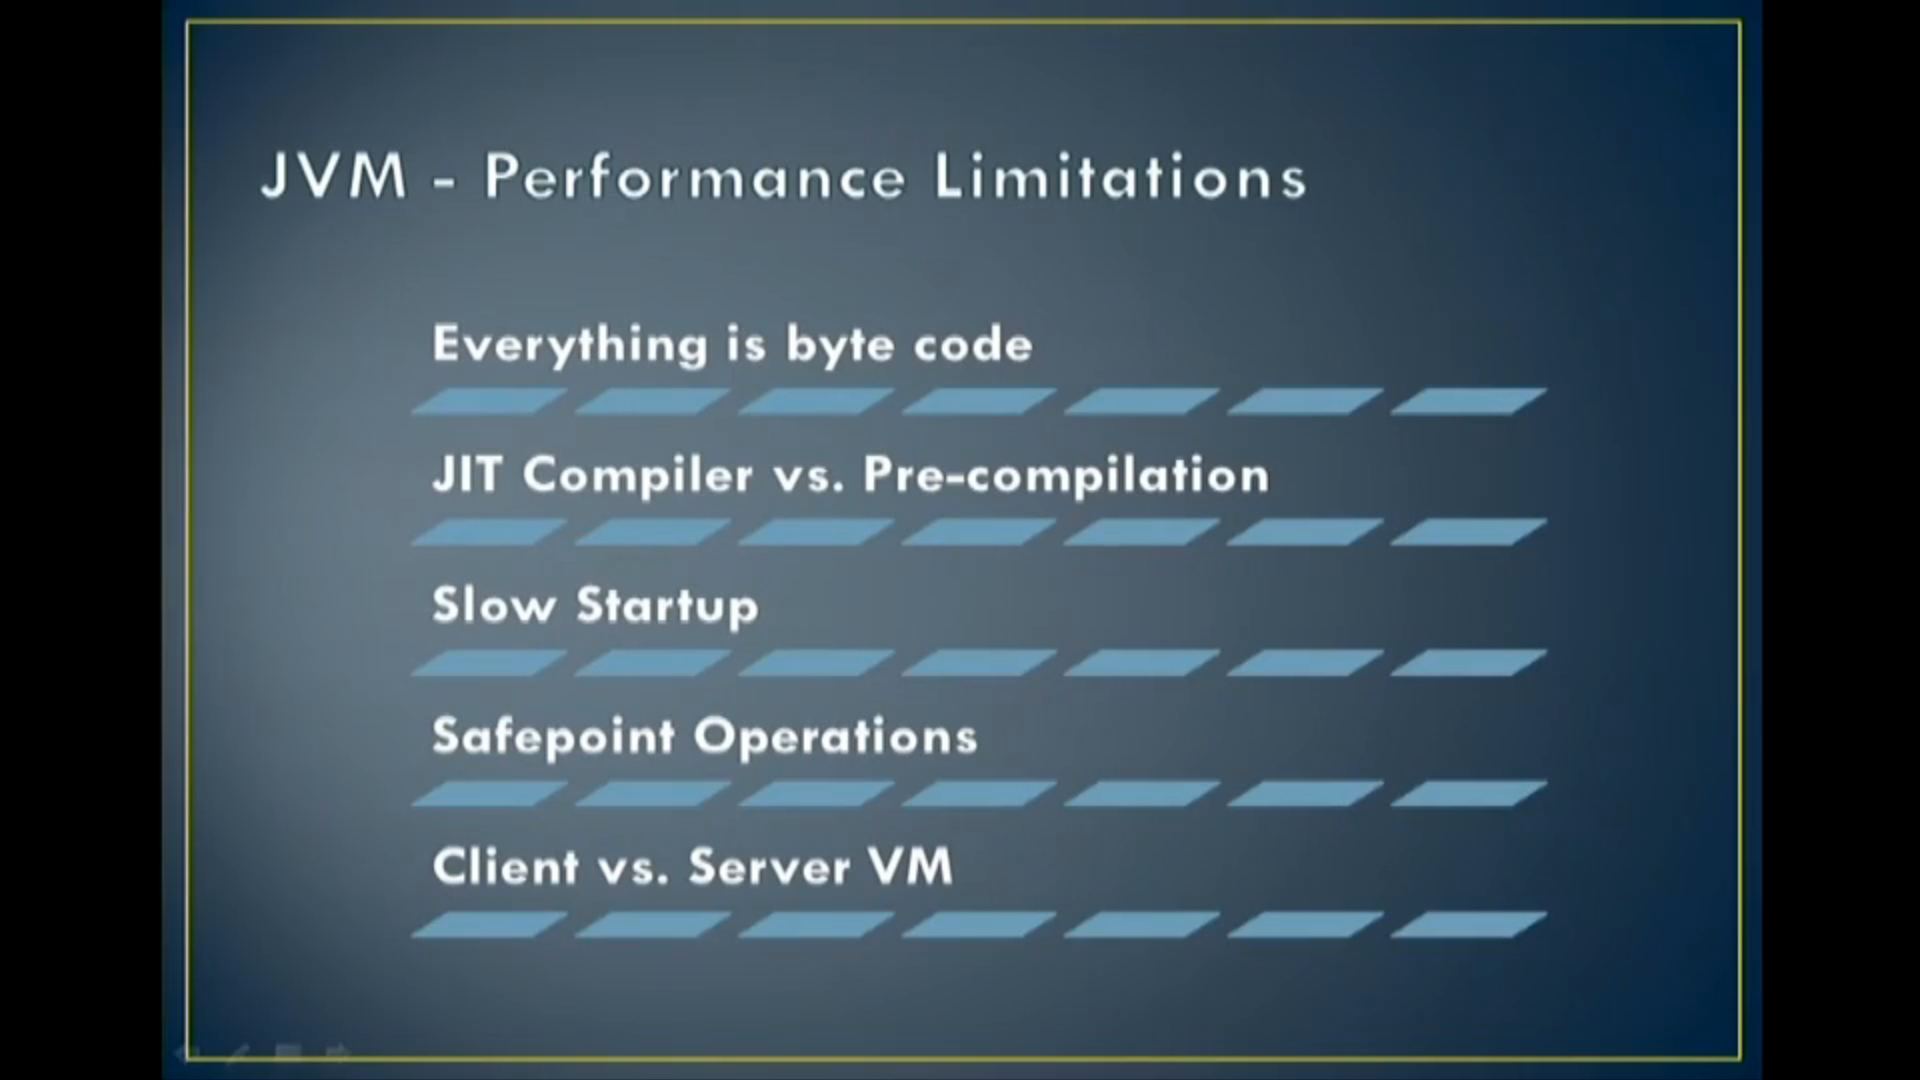 JVM - Performance Limitations
Everything is byte code
JIT Compiler vs. Pre-compilation
Slow Startup
Safepoint Operations
Client vs. Server VM